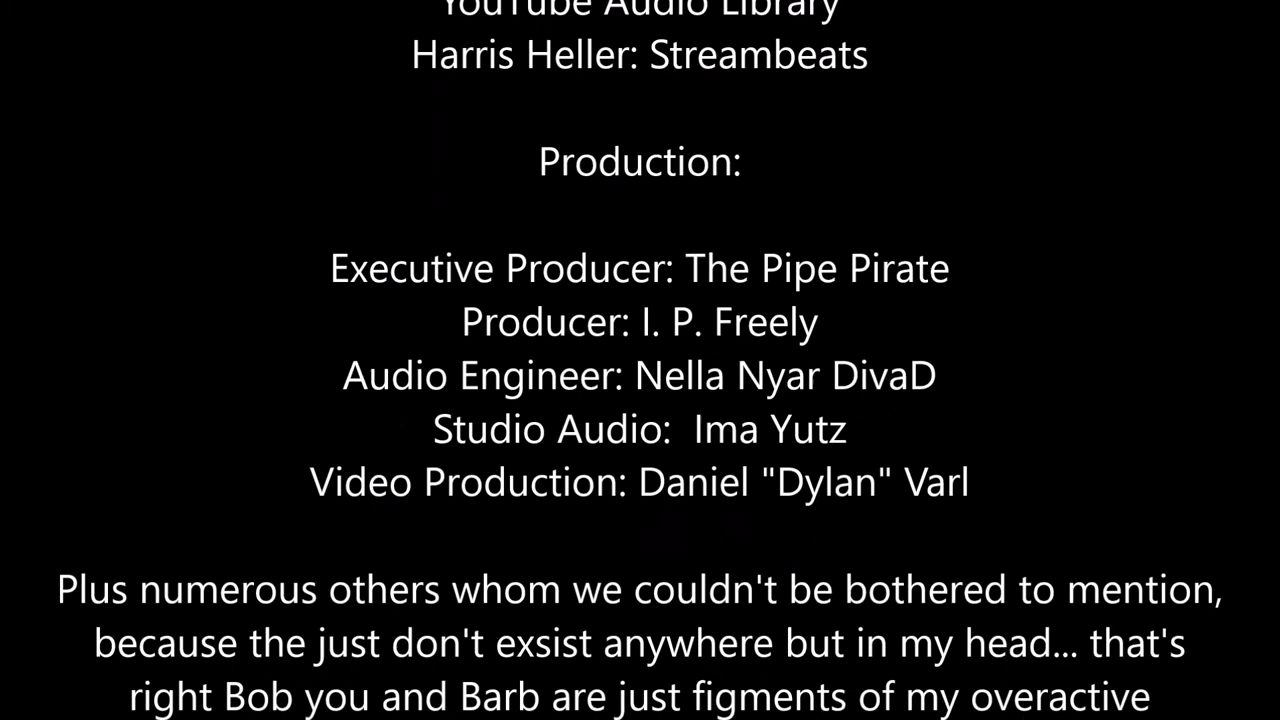 YouTube Audio Library
Harris Heller: Streambeats
Production:
Executive Producer: The Pipe Pirate
Producer: I. P. Freely
Audio Engineer: Nella Nyar DivaD
Studio Audio:  Ima Yutz
Video Production: Daniel "Dylan" Varl
Plus numerous others whom we couldn't be bothered to mention,
because the just don't exsist anywhere but in my head... that's
right Bob you and Barb are just figments of my overactive